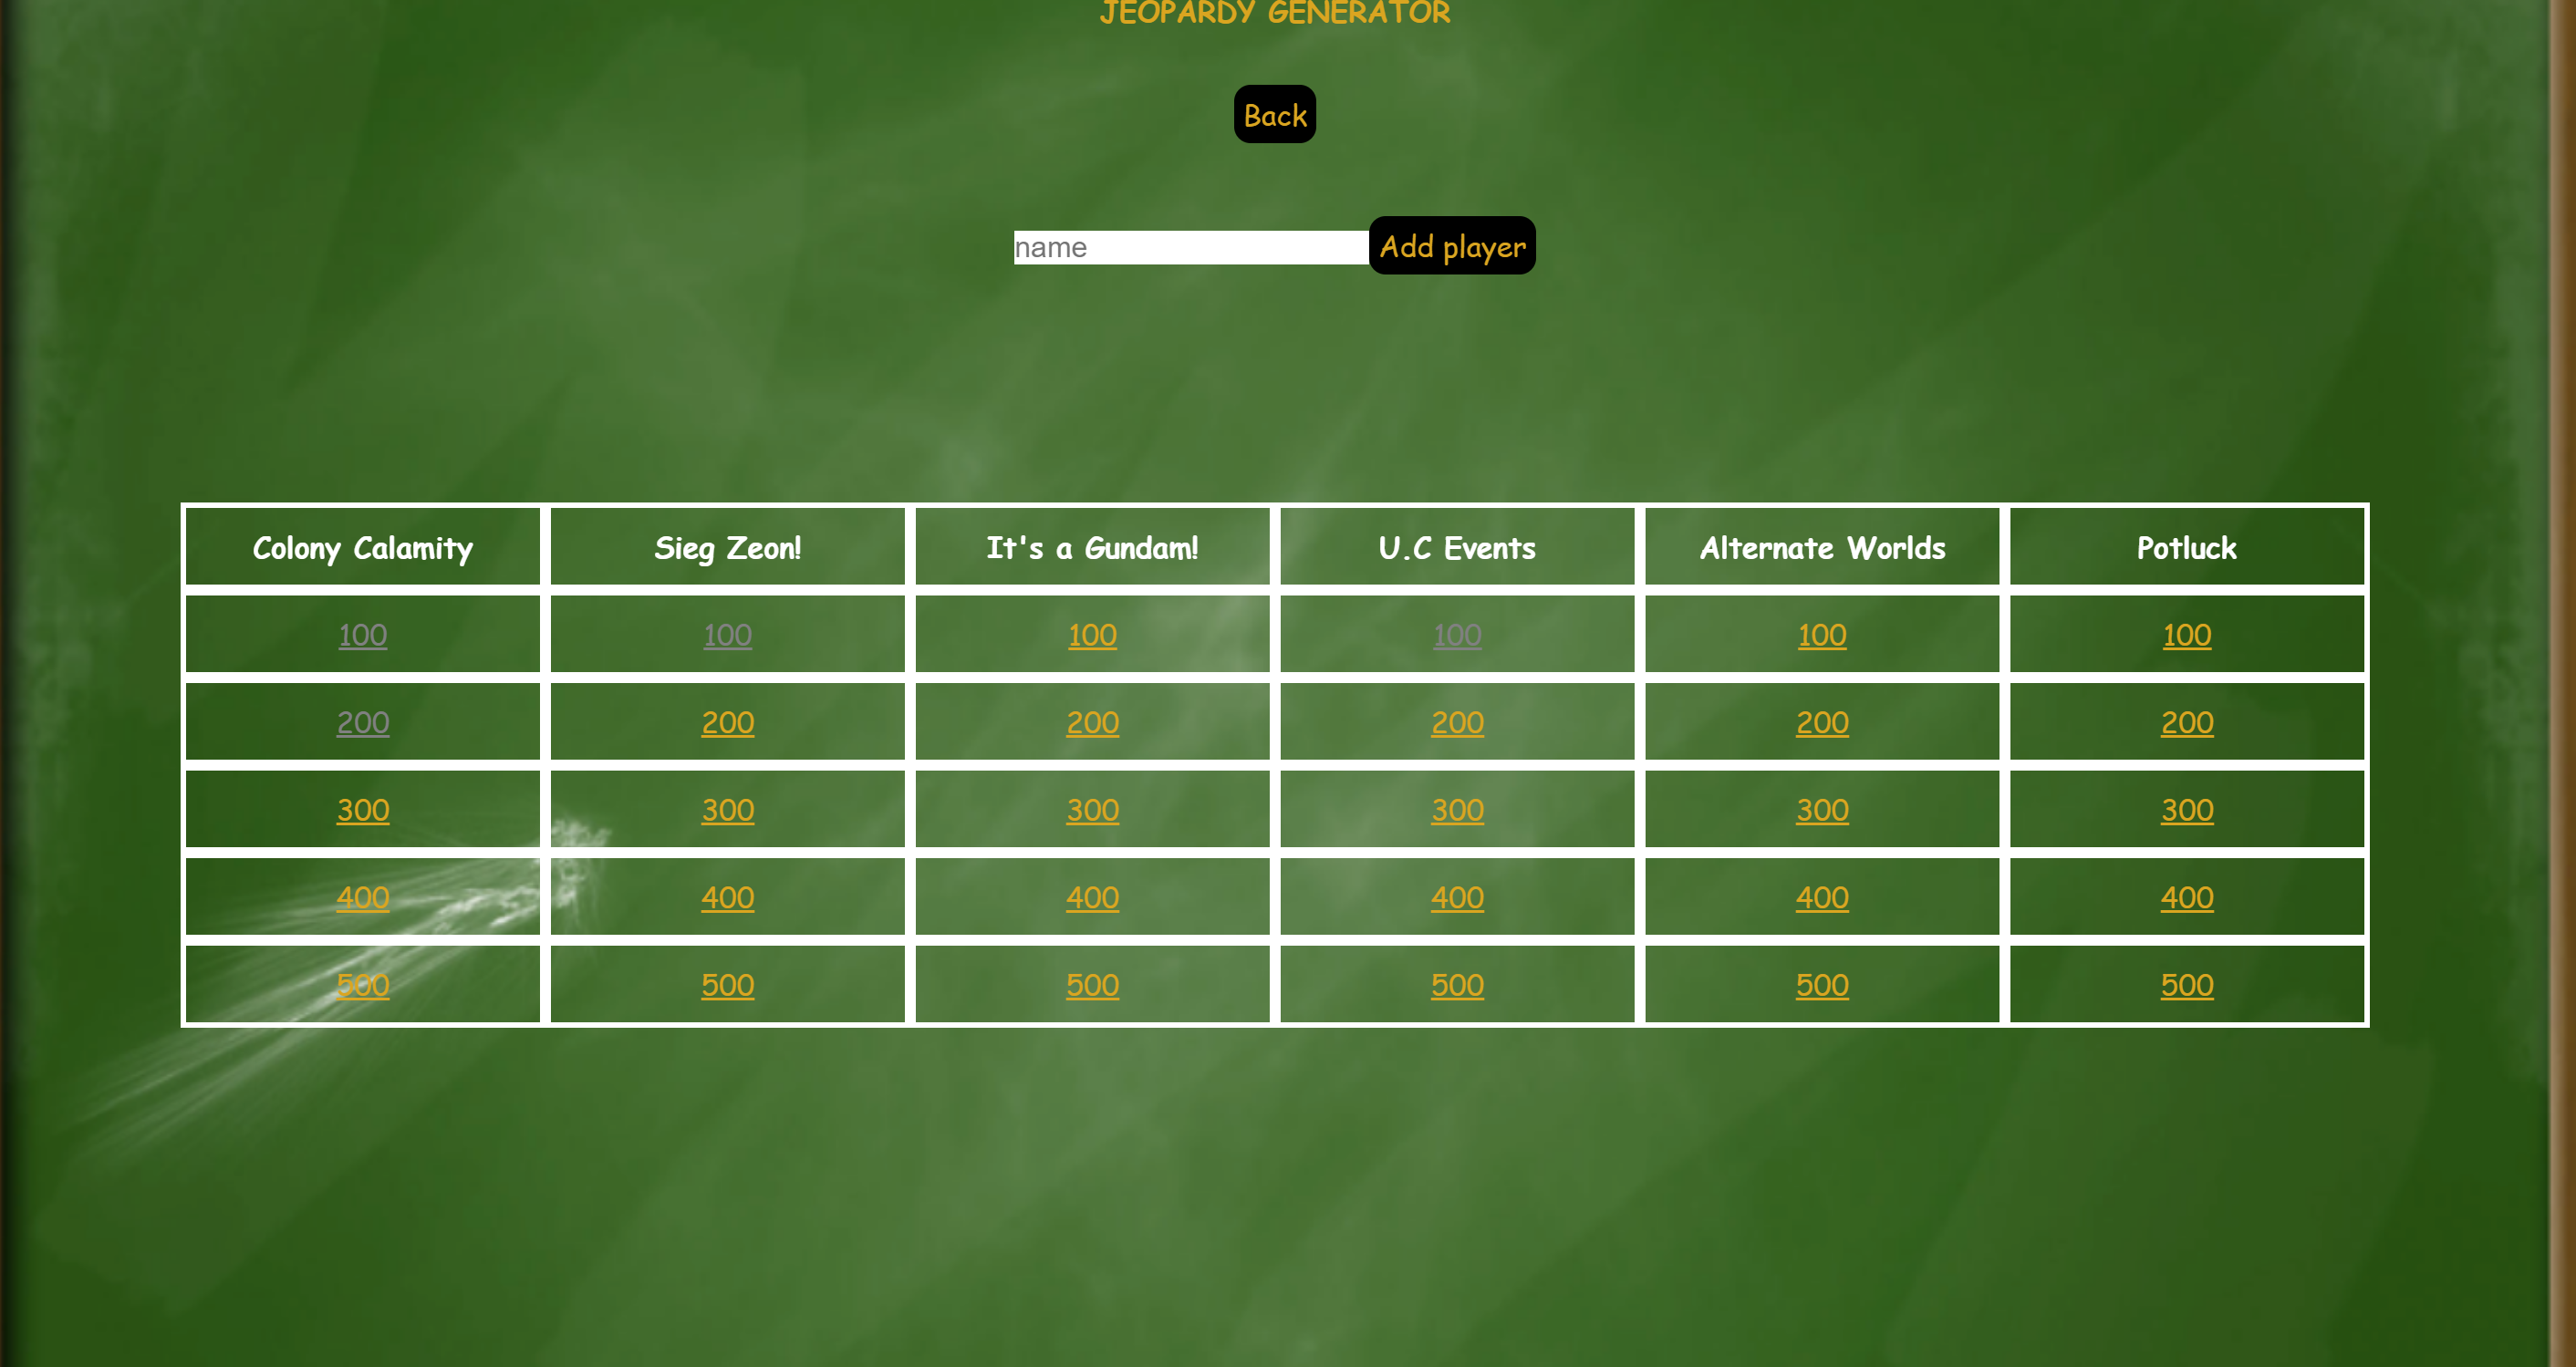 JEOPARDY GENERATOR
Back
name Add player
Colony Calamity Sieg Zeon! It's a Gundam! U.C Events Alternate Worlds Potluck
100 100 100 100 100 100
200 200 200 200 200 200
300 300 300 300 300 300
400 400 400 400 400 400
500 500 500 500 500 500